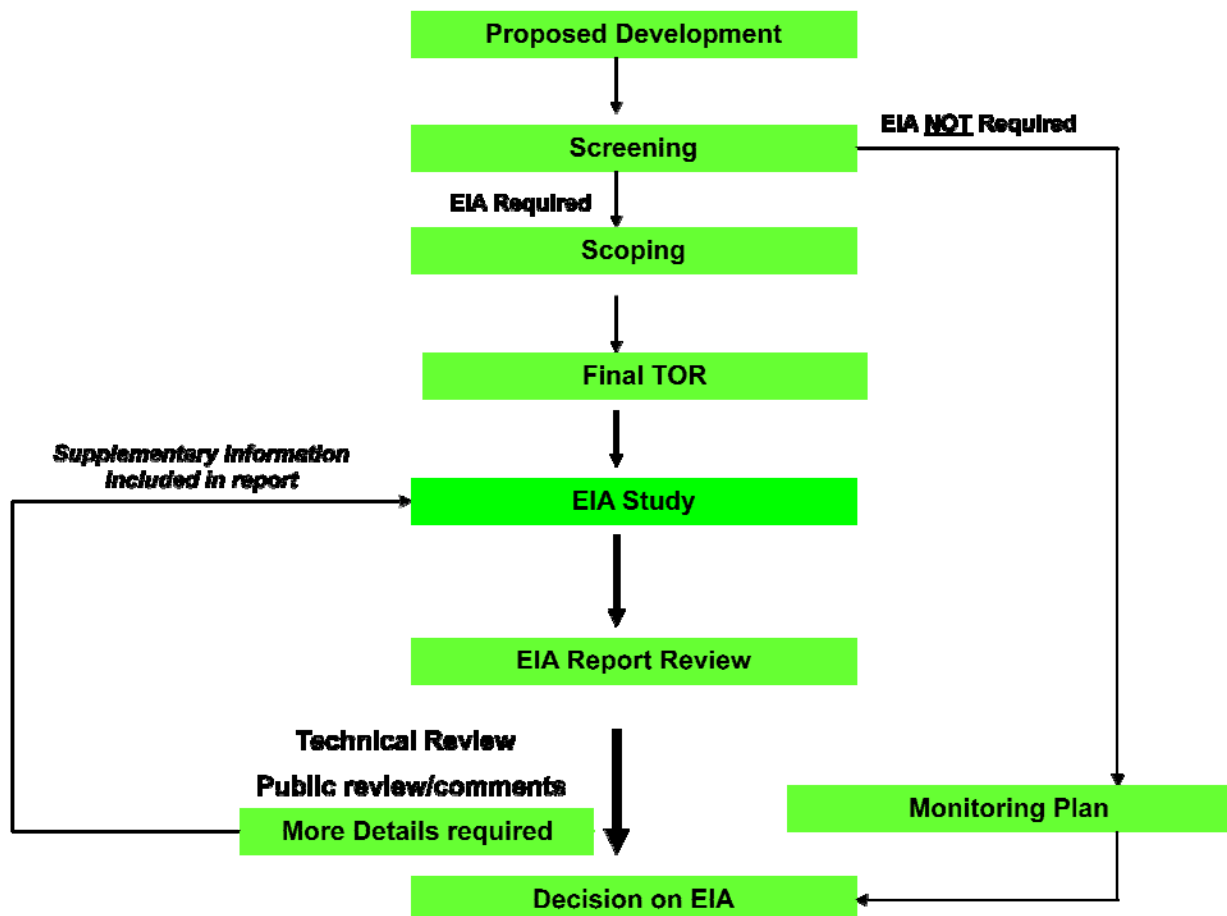 Proposed Development
EIA NOT Required
Screening
EIA Required
Scoping
Final TOR
Supplementary information
included in report
EIA Study
EIA Report Review
Technical Review
Public review/comments
More Details required
Monitoring Plan
Decision on EIA